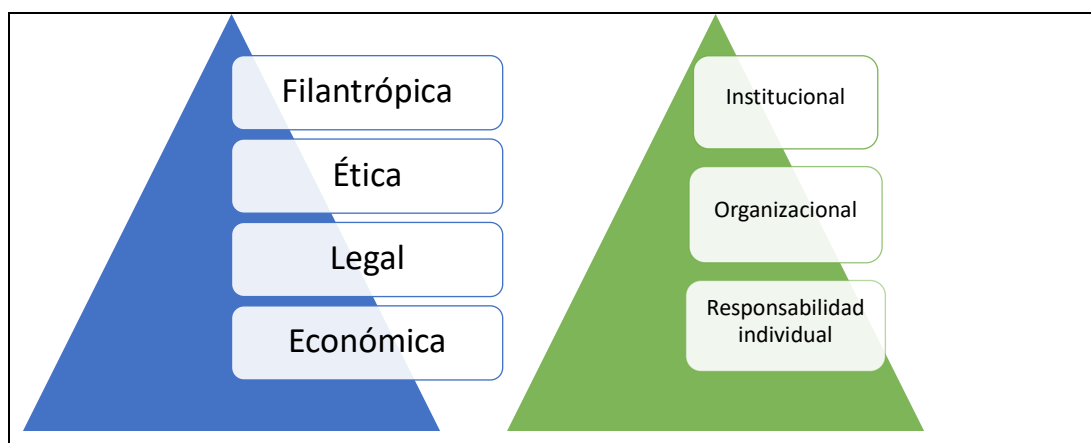 Filantrópica
Ética
Legal
Económica
Institucional
Organizacional
Responsabilidad
individual